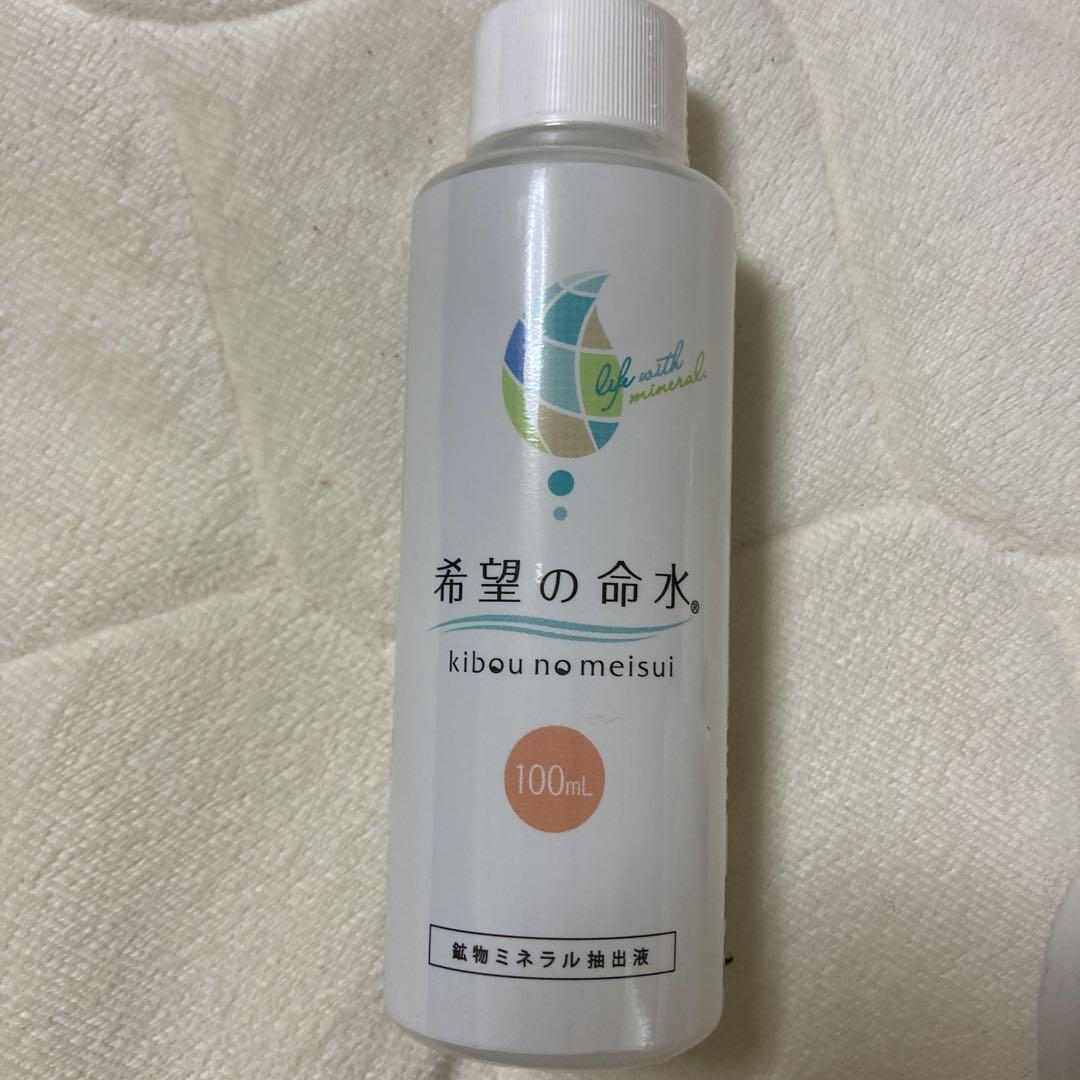 life with
mineral.
希望の命水®
kibou no meisui
100mL
鉱物ミネラル抽出液